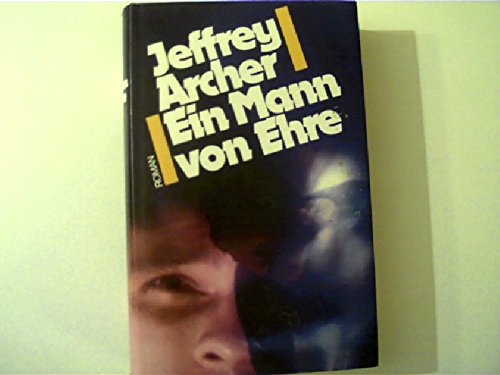 Jeffrey
Archer
Ein Mann
von Ehre
ROMAN